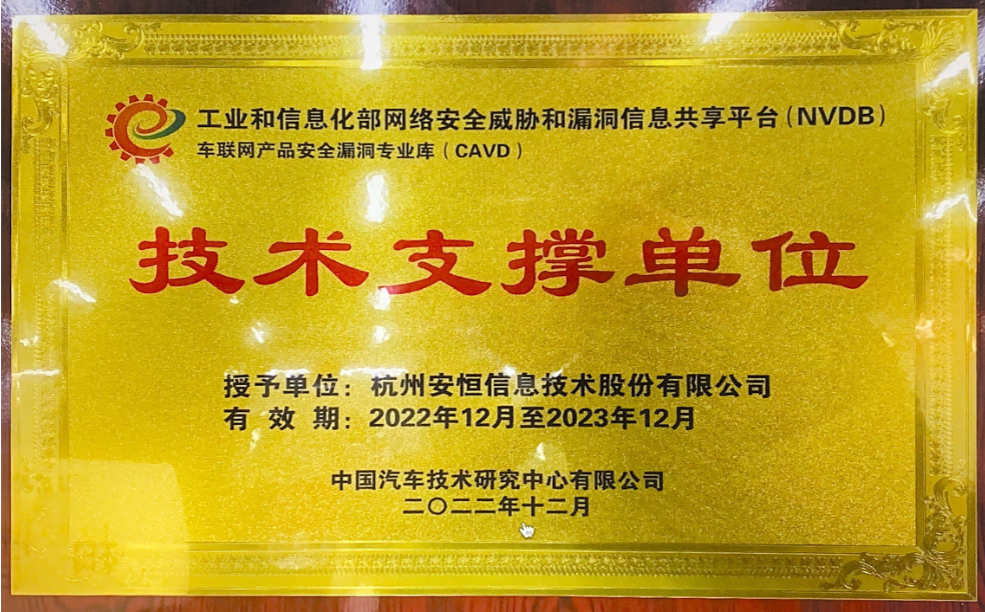 工业和信息化部网络安全威胁和漏洞信息共享平台（NVDB）
车联网产品安全漏洞专业库（CAVD）
技术支撑单位
授予单位：杭州安恒信息技术股份有限公司
有效期：2022年12月至2023年12月
中国汽车技术研究中心有限公司
二〇二二年十二月